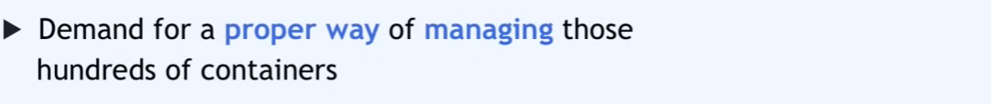 ▶ Demand for a proper way of managing those
hundreds of containers